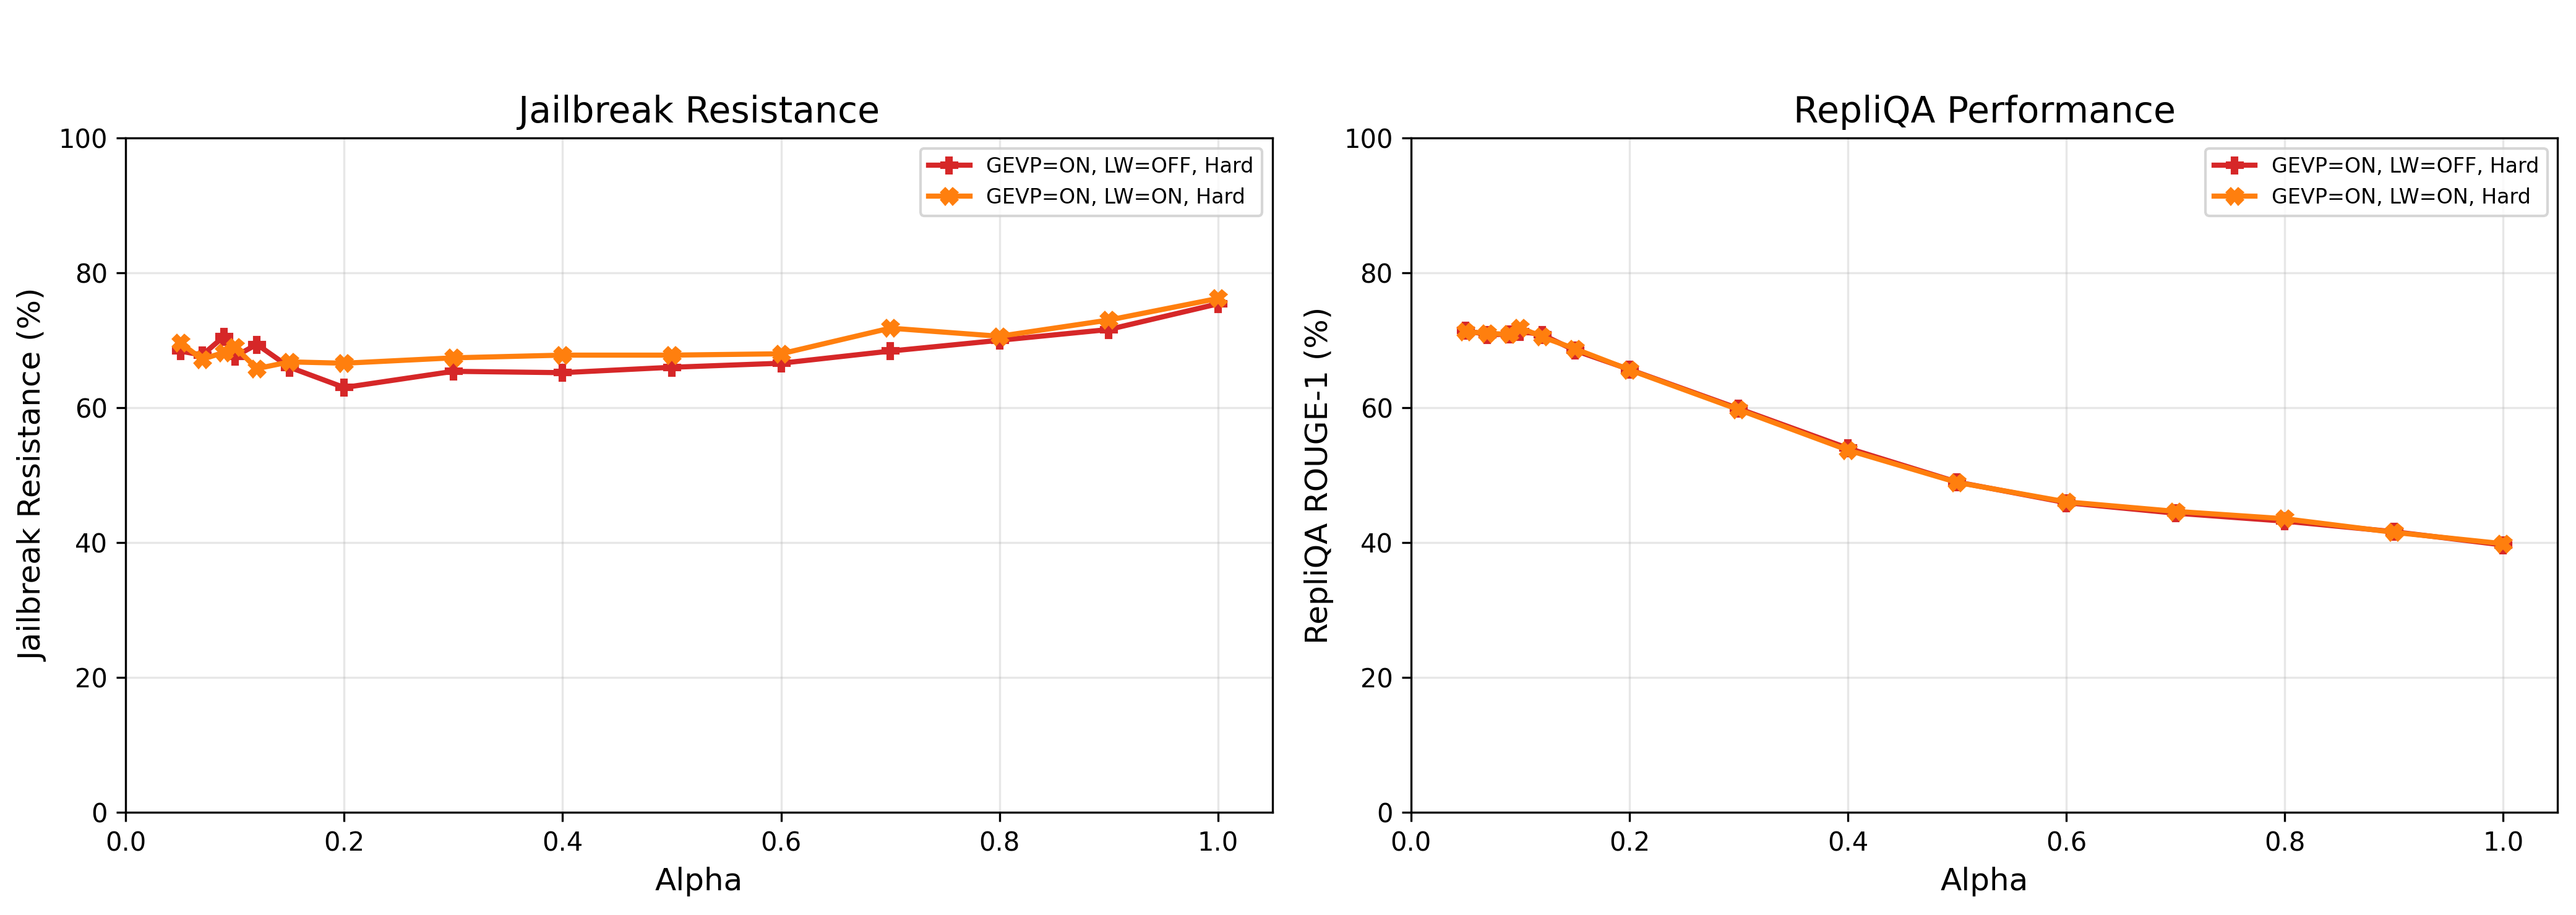 Jailbreak Resistance
Jailbreak Resistance (%)
100
80
60
40
20
0
0.0 0.2 0.4 0.6 0.8 1.0
Alpha
GEVP=ON, LW=OFF, Hard
GEVP=ON, LW=ON, Hard
RepliQA Performance
RepliQA ROUGE-1 (%)
100
80
60
40
20
0
0.0 0.2 0.4 0.6 0.8 1.0
Alpha
GEVP=ON, LW=OFF, Hard
GEVP=ON, LW=ON, Hard